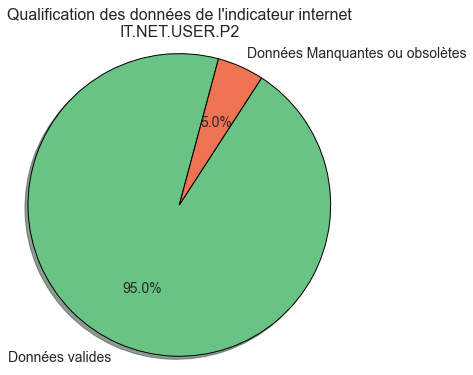 Qualification des données de l'indicateur internet
IT.NET.USER.P2
Données Manquantes ou obsolètes
5.0%
95.0%
Données valides